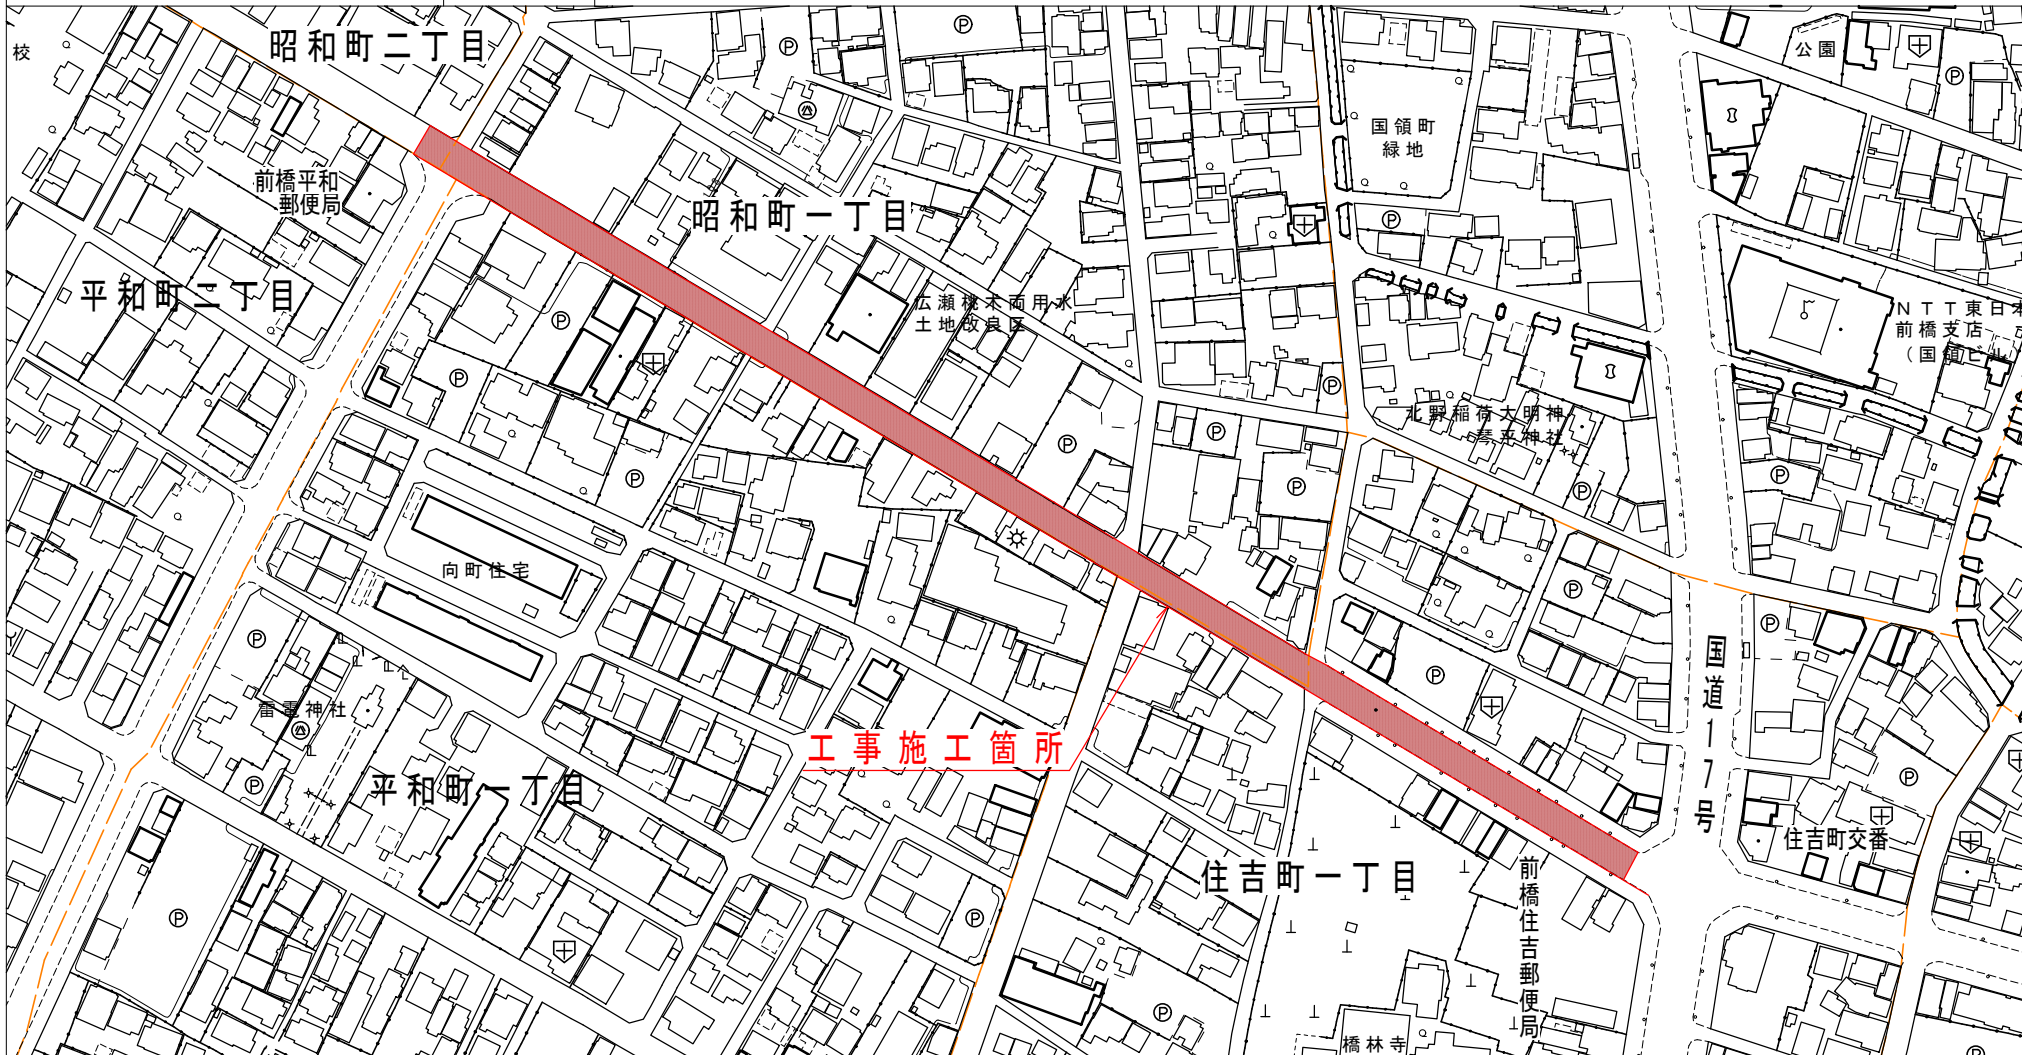 昭和町二丁目
校
公園
国領町
緑地
前橋平和
郵便局
昭和町一丁目
平和町二丁目
広瀬桃木両用水
土地改良区
NTT東日本
前橋支店
(国領ビル)
北野稲荷大明神
琴平神社
向町住宅
国道17号
雷電神社
工事施工箇所
平和町一丁目
住吉町交番
住吉町一丁目
前橋住吉郵便局
橋林寺